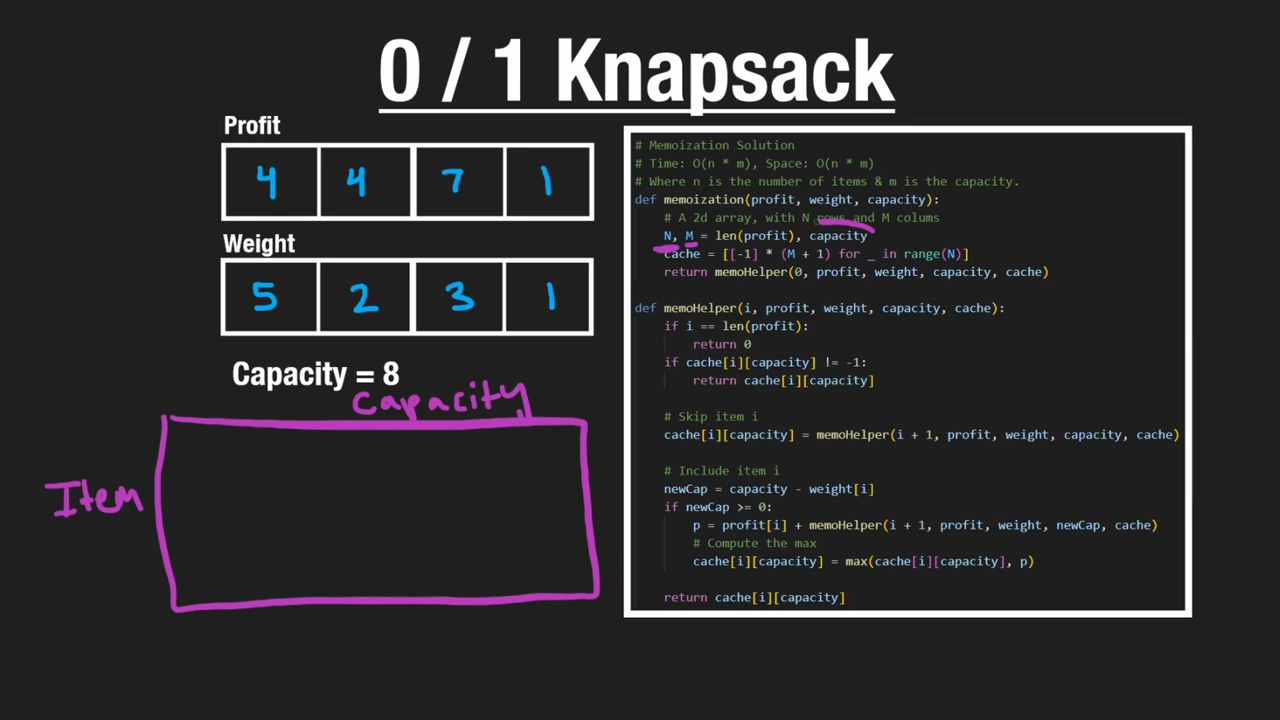 0 / 1 Knapsack
Profit
4 4 7 1
Weight
5 2 3 1
Capacity = 8
Capacity
Item
# Memoization Solution
# Time: O(n * m), Space: O(n * m)
# Where n is the number of items & m is the capacity.
def memoization(profit, weight, capacity):
    # A 2d array, with N rows and M colums
    N, M = len(profit), capacity
    cache = [[-1] * (M + 1) for _ in range(N)]
    return memoHelper(0, profit, weight, capacity, cache)
def memoHelper(i, profit, weight, capacity, cache):
    if i == len(profit):
        return 0
    if cache[i][capacity] != -1:
        return cache[i][capacity]
    # Skip item i
    cache[i][capacity] = memoHelper(i + 1, profit, weight, capacity, cache)
    # Include item i
    newCap = capacity - weight[i]
    if newCap >= 0:
        p = profit[i] + memoHelper(i + 1, profit, weight, newCap, cache)
        # Compute the max
        cache[i][capacity] = max(cache[i][capacity], p)
    return cache[i][capacity]